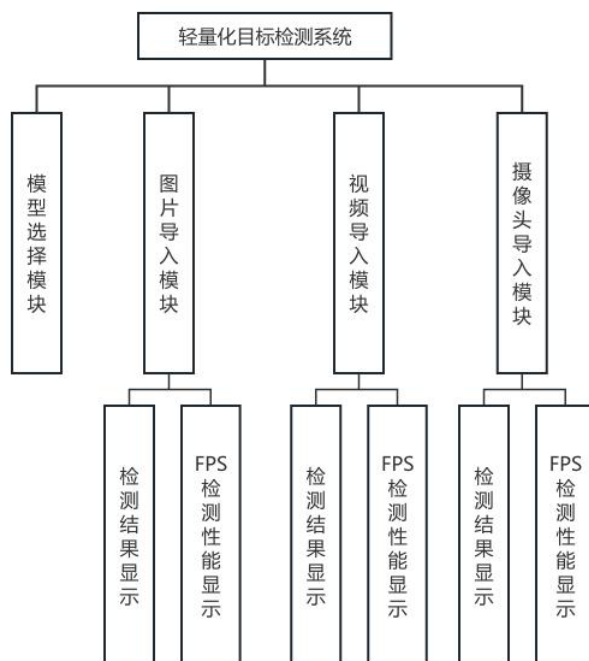 轻量化目标检测系统
模型选择模块
图片导入模块
视频导入模块
摄像头导入模块
检测结果显示
FPS检测性能显示
检测结果显示
FPS检测性能显示
检测结果显示
FPS检测性能显示